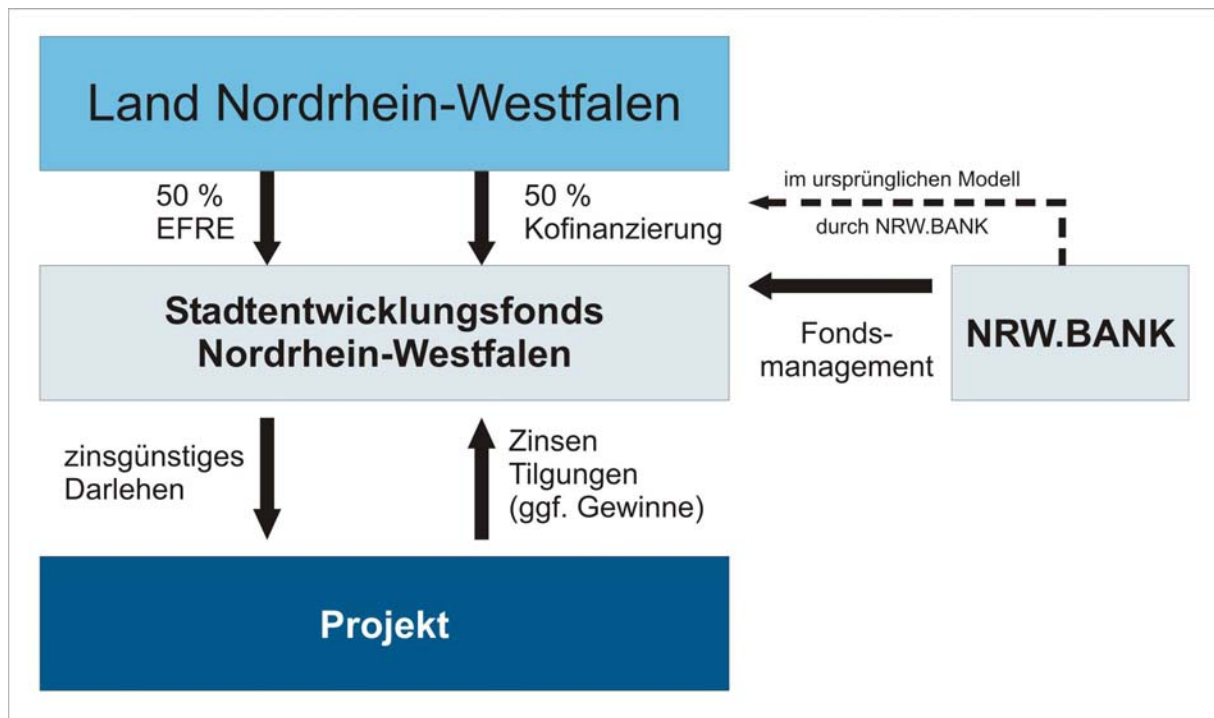 Land Nordrhein-Westfalen
50 %
EFRE
50 %
Kofinanzierung
im ursprünglichen Modell
durch NRW.BANK
Stadtentwicklungsfonds
Nordrhein-Westfalen
Fonds-
management
NRW.BANK
zinsgünstiges
Darlehen
Zinsen
Tilgungen
(ggf. Gewinne)
Projekt